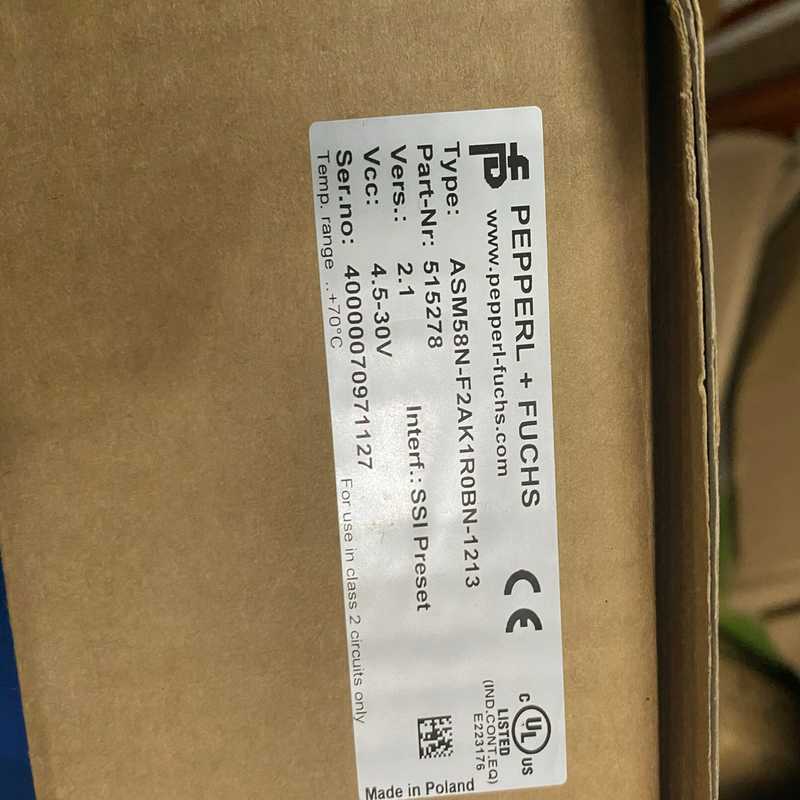 PEPPERL + FUCHS
www.pepperl-fuchs.com
Type: ASM58N-F2AK1R0BN-1213
Part-Nr: 515278
Vers.: 2.1 Interf.: SSI Preset
Vcc: 4.5-30V
Ser.no: 4000007097 1127
Temp. range ..+70°C For use in class 2 circuits only
CE
C UL US
LISTED
(IND.CONT.EQ)
E223176
Made in Poland